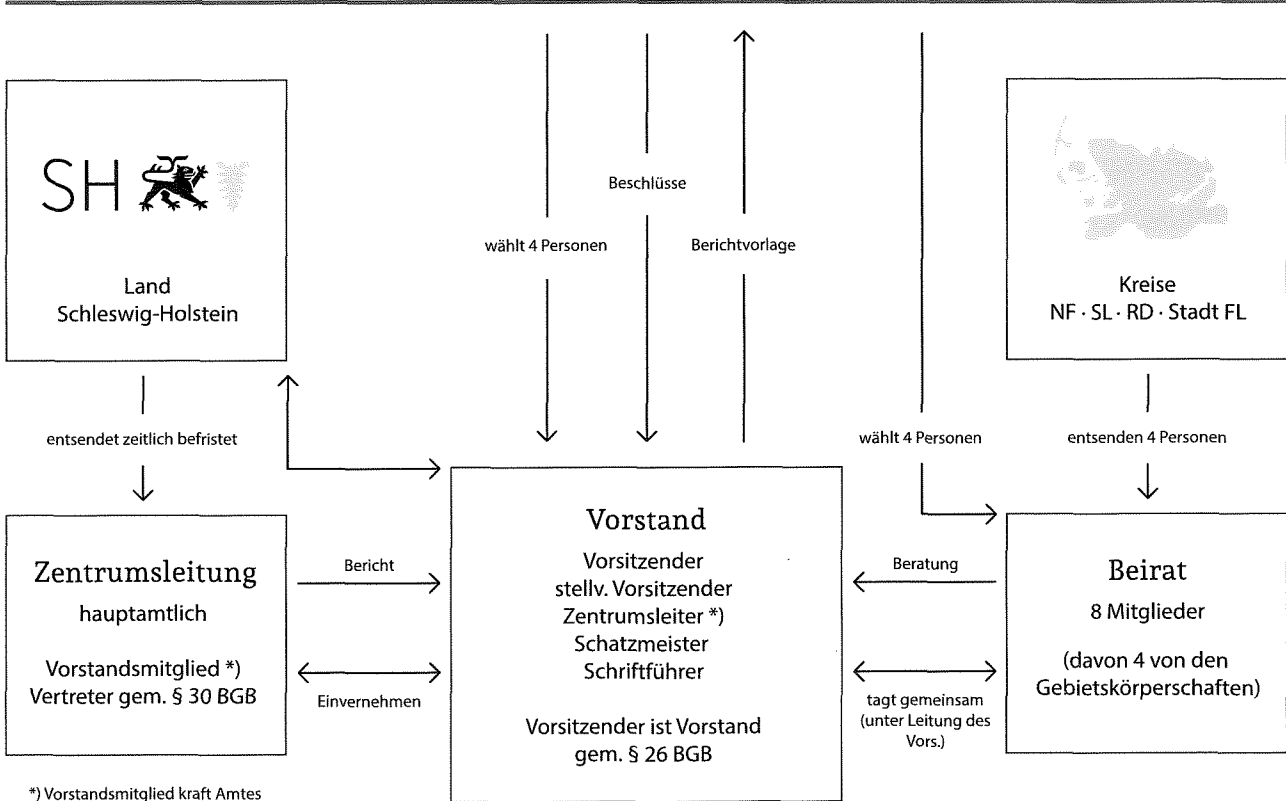 SH
Land
Schleswig-Holstein
Beschlüsse
wählt 4 Personen
Berichtvorlage
Kreise
NF · SL · RD · Stadt FL
entsendet zeitlich befristet
wählt 4 Personen
entsenden 4 Personen
Zentrumsleitung
hauptamtlich
Vorstandsmitglied *)
Vertreter gem. § 30 BGB
Bericht
Einvernehmen
Vorstand
Vorsitzender
stellv. Vorsitzender
Zentrumsleiter *)
Schatzmeister
Schriftführer
Vorsitzender ist Vorstand
gem. § 26 BGB
Beratung
tagt gemeinsam
(unter Leitung des
Vors.)
Beirat
8 Mitglieder
(davon 4 von den
Gebietskörperschaften)
*) Vorstandsmitglied kraft Amtes